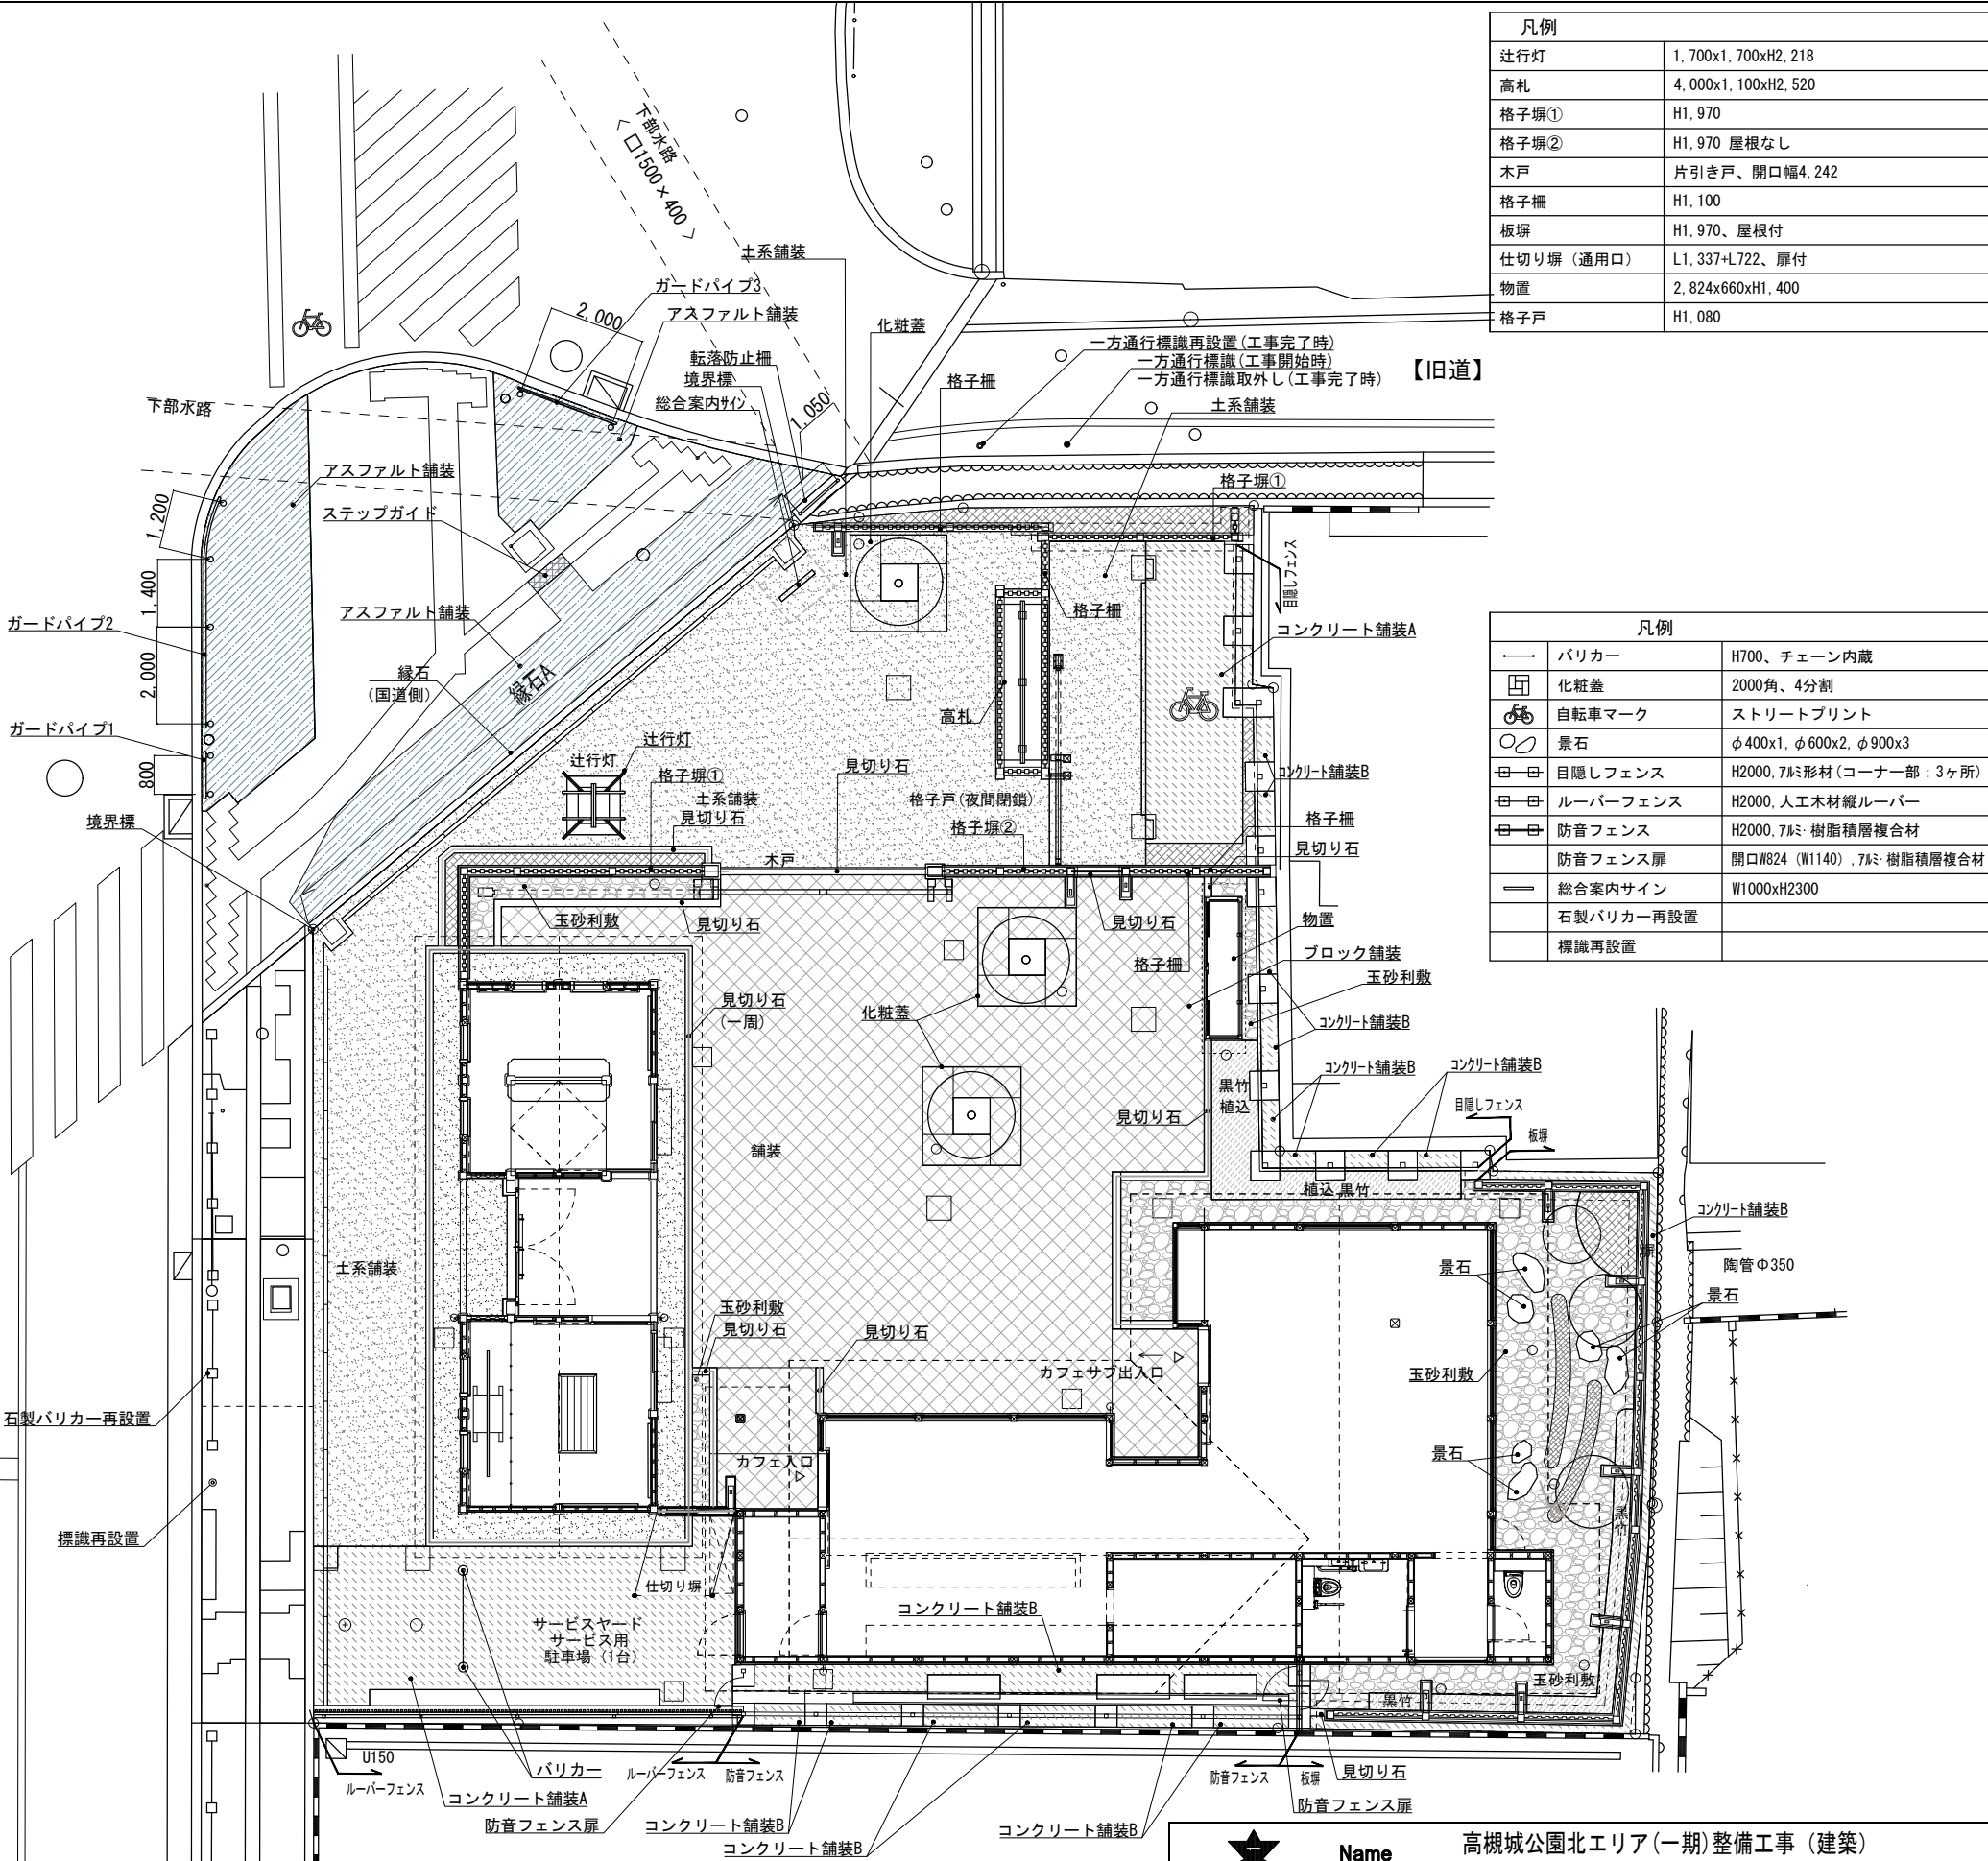 凡例
辻行灯 1,700x1,700xH2,218
高札 4,000x1,100xH2,520
格子塀① H1,970
格子塀② H1,970 屋根なし
木戸 片引き戸、開口幅4,242
格子柵 H1,100
板塀 H1,970、屋根付
仕切り塀（通用口） L1,337+L722、扉付
物置 2,824x660xH1,400
格子戸 H1,080
下部水路
〈 □1500×400 〉
土系舗装
ガードパイプ3
2,000
アスファルト舗装
化粧蓋
転落防止柵
境界標
総合案内ｻｲﾝ
1,050
格子柵
一方通行標識再設置(工事完了時)
一方通行標識(工事開始時)
一方通行標識取外し(工事完了時)
【旧道】
土系舗装
下部水路
アスファルト舗装
1,200
ステップガイド
格子塀①
目隠しフェンス
1,400
アスファルト舗装
格子柵
コンクリート舗装A
ガードパイプ2
2,000
縁石
(国道側)
縁石A
高札
ガードパイプ1
800
辻行灯
辻行灯
格子塀①
見切り石
コンクリート舗装B
土系舗装
格子戸(夜間閉鎖)
見切り石
格子塀②
格子柵
境界標
木戸
見切り石
凡例
バリカー H700、チェーン内蔵
化粧蓋 2000角、4分割
自転車マーク ストリートプリント
景石 φ400x1, φ600x2, φ900x3
目隠しフェンス H2000,ｱﾙﾐ形材(コーナー部：3ヶ所)
ルーバーフェンス H2000,人工木材縦ルーバー
防音フェンス H2000,ｱﾙﾐ･樹脂積層複合材
防音フェンス扉 開口W824（W1140）,ｱﾙﾐ･樹脂積層複合材
総合案内サイン W1000xH2300
石製バリカー再設置
標識再設置
玉砂利敷
見切り石
見切り石
物置
ブロック舗装
格子柵
玉砂利敷
見切り石
(一周)
化粧蓋
コンクリート舗装B
コンクリート舗装B
コンクリート舗装B
黒竹
植込
見切り石
目隠しフェンス
板塀
舗装
植込 黒竹
コンクリート舗装B
塀
土系舗装
景石
陶管Φ350
景石
玉砂利敷
見切り石
見切り石
カフェサブ出入口
玉砂利敷
石製バリカー再設置
カフェ入口
景石
黒竹
標識再設置
仕切り塀
コンクリート舗装B
サービスヤード
サービス用
駐車場（1台）
玉砂利敷
黒竹
U150
ルーバーフェンス
バリカー
ルーバーフェンス
防音フェンス
防音フェンス
板塀
見切り石
コンクリート舗装A
防音フェンス扉
防音フェンス扉
コンクリート舗装B
コンクリート舗装B
コンクリート舗装B
Name
高槻城公園北エリア(一期)整備工事（建築）